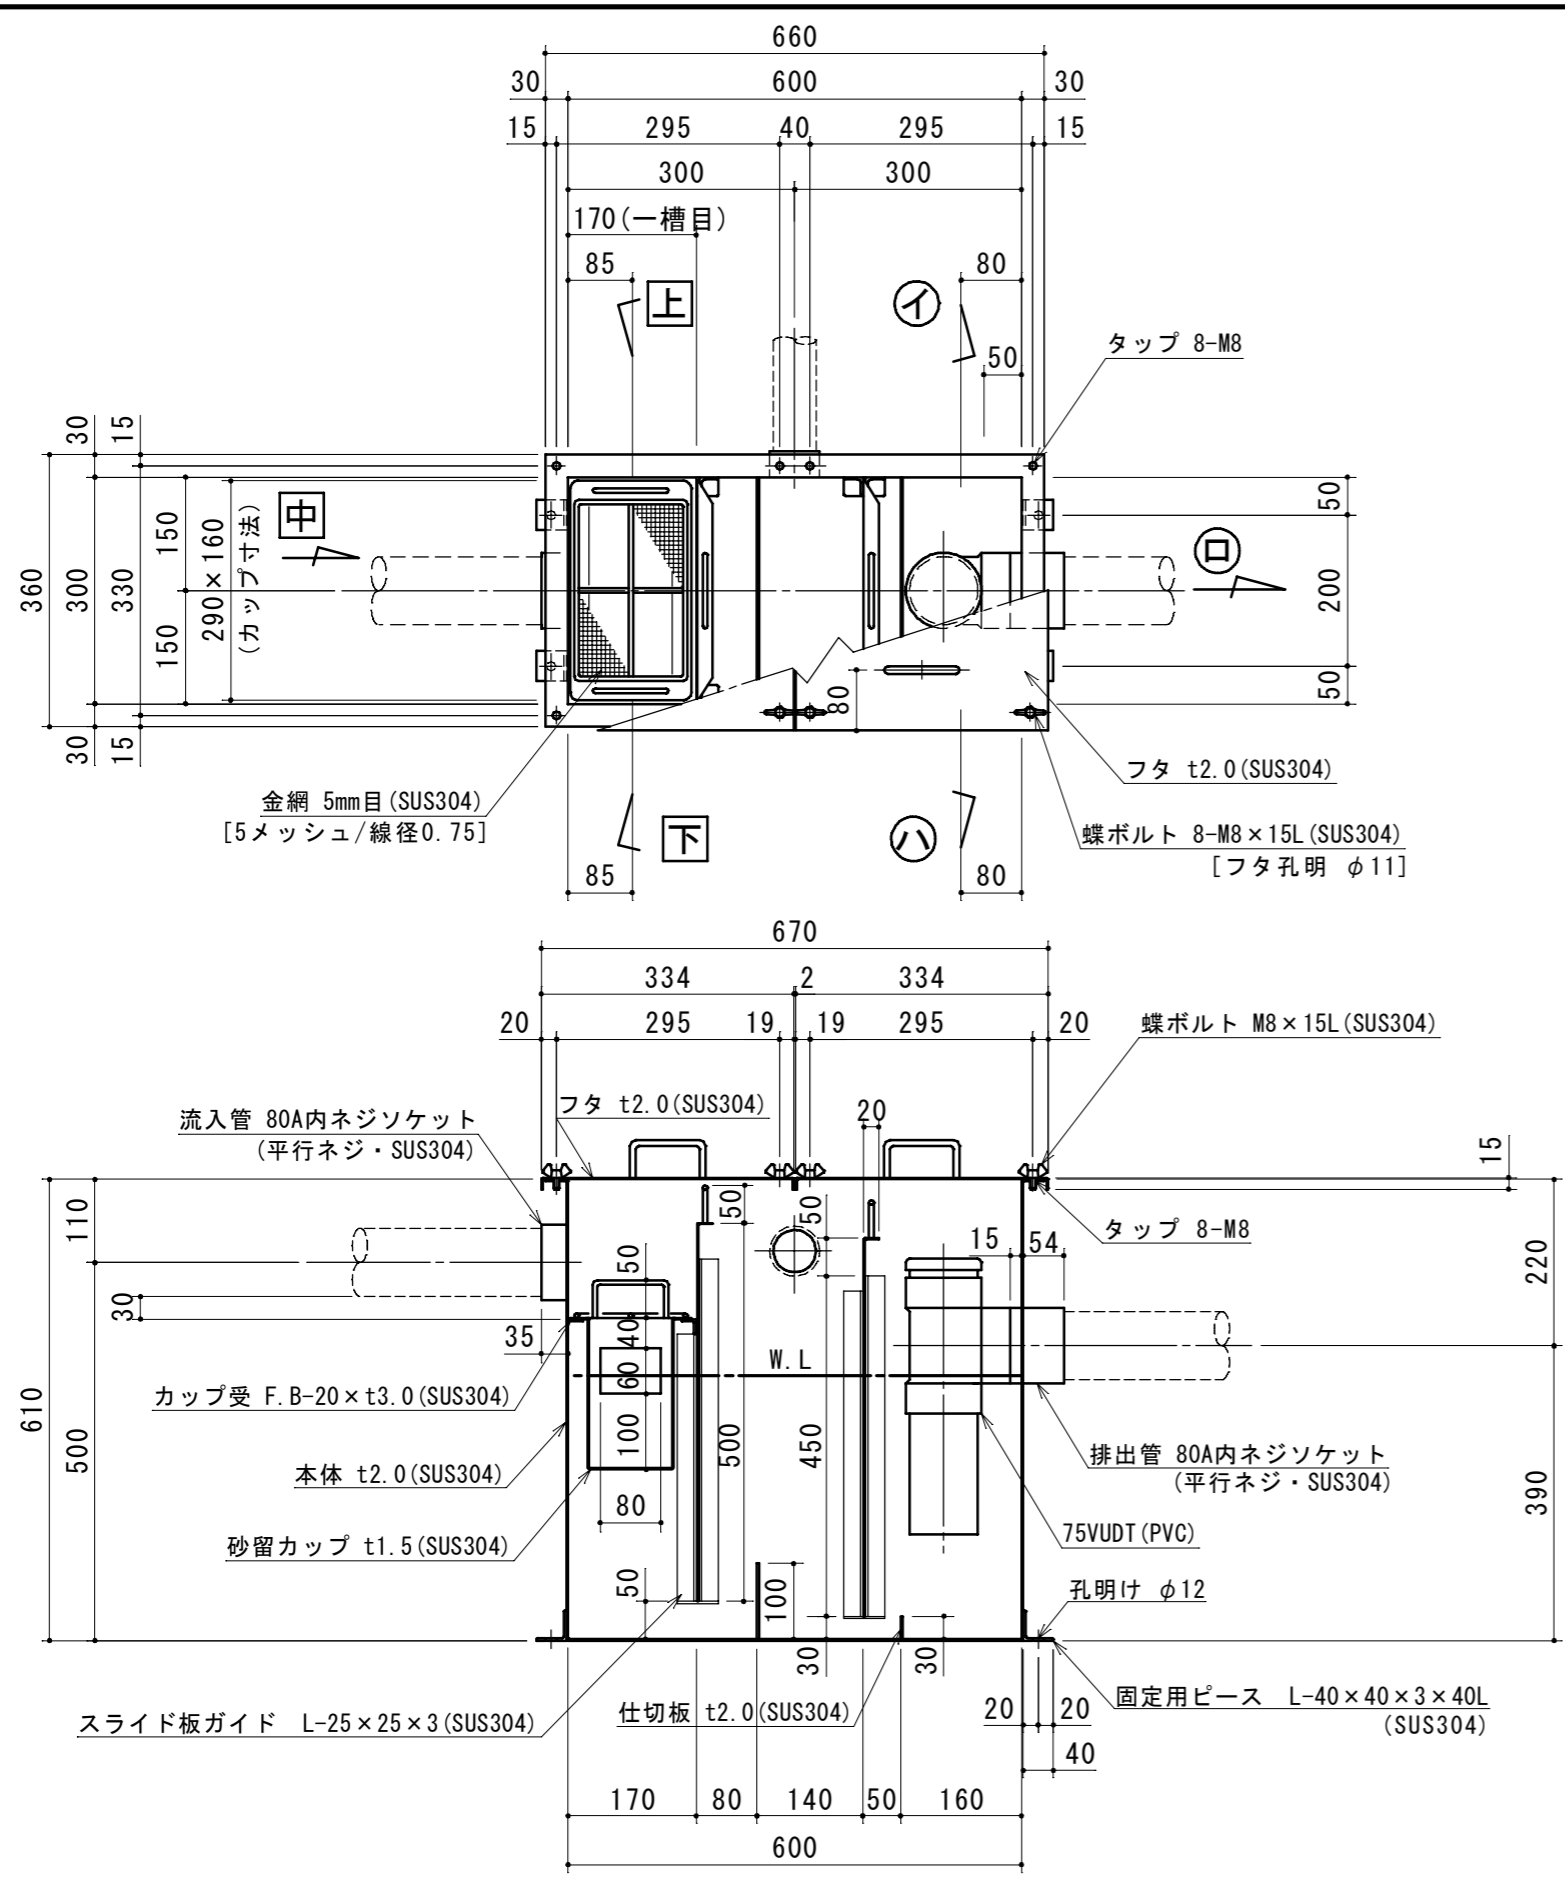 660
30 600 30
15 295 40 295 15
300 300
170(一槽目)
85 80
上 イ
50
タップ 8-M8
30 15
中
ロ
360 300 330 150 150
290×160
(カップ寸法)
50 200 50
80
30 15
フタ t2.0(SUS304)
金網 5mm目(SUS304)
[5メッシュ/線径0.75]
下 ハ
蝶ボルト 8-M8×15L(SUS304)
[フタ孔明 φ11]
85 80
670
334 2 334
20 295 19 19 295 20
蝶ボルト M8×15L(SUS304)
フタ t2.0(SUS304)
20
流入管 80A内ネジソケット
(平行ネジ・SUS304)
15
110 50 50
タップ 8-M8
15 54
220
50
30
35 40
W.L
60
カップ受 F.B-20×t3.0(SUS304)
610 500
100 500 450
本体 t2.0(SUS304)
排出管 80A内ネジソケット
(平行ネジ・SUS304)
390
80
砂留カップ t1.5(SUS304)
75VUDT(PVC)
50 100
孔明け φ12
30 30
スライド板ガイド L-25×25×3(SUS304)
仕切板 t2.0(SUS304)
固定用ピース L-40×40×3×40L
(SUS304)
20 20
40
170 80 140 50 160
600